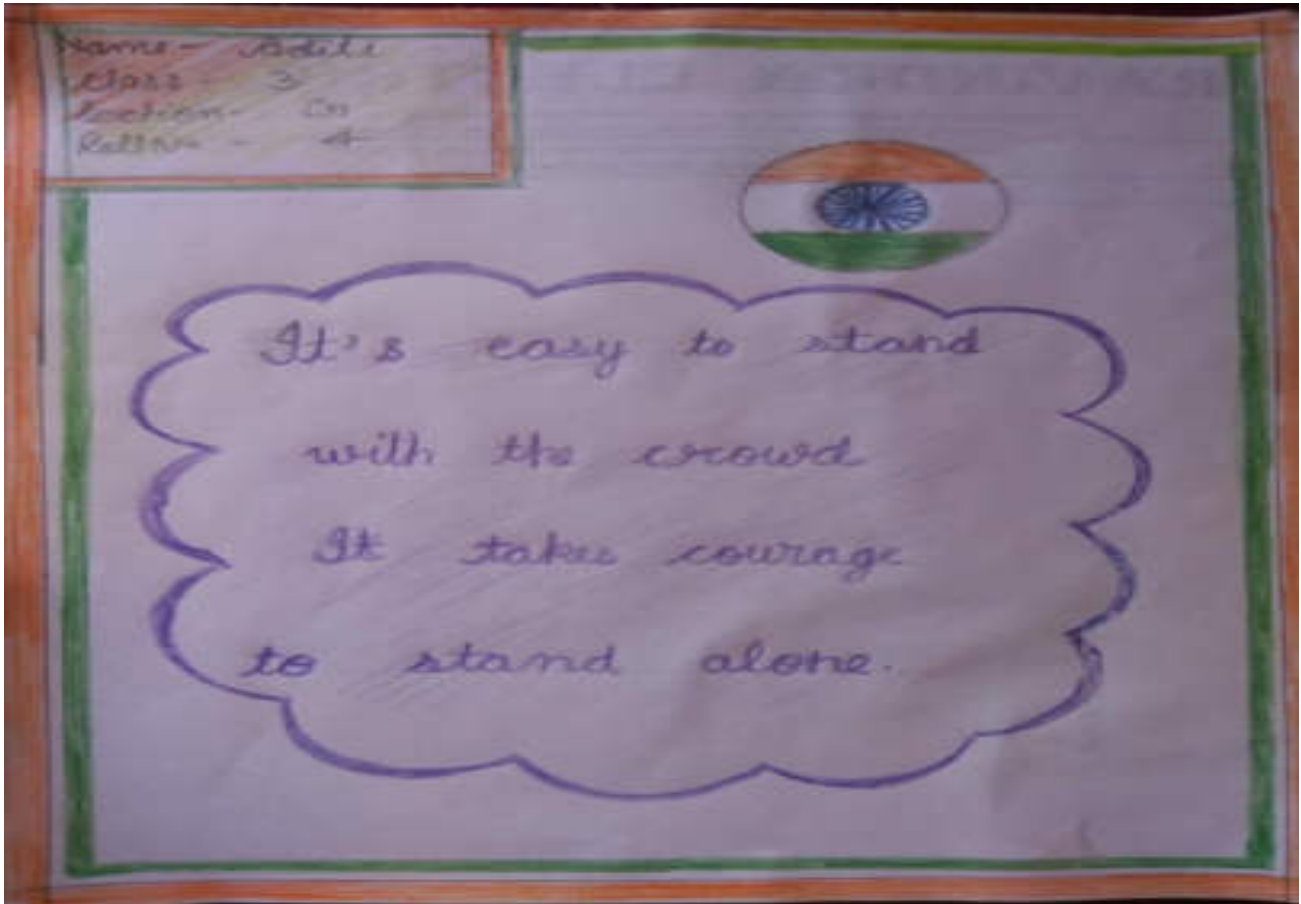 Name- Aditi
Class - 3
Section-
Roll No - 4
It's easy to stand
with the crowd
It takes courage
to stand alone.